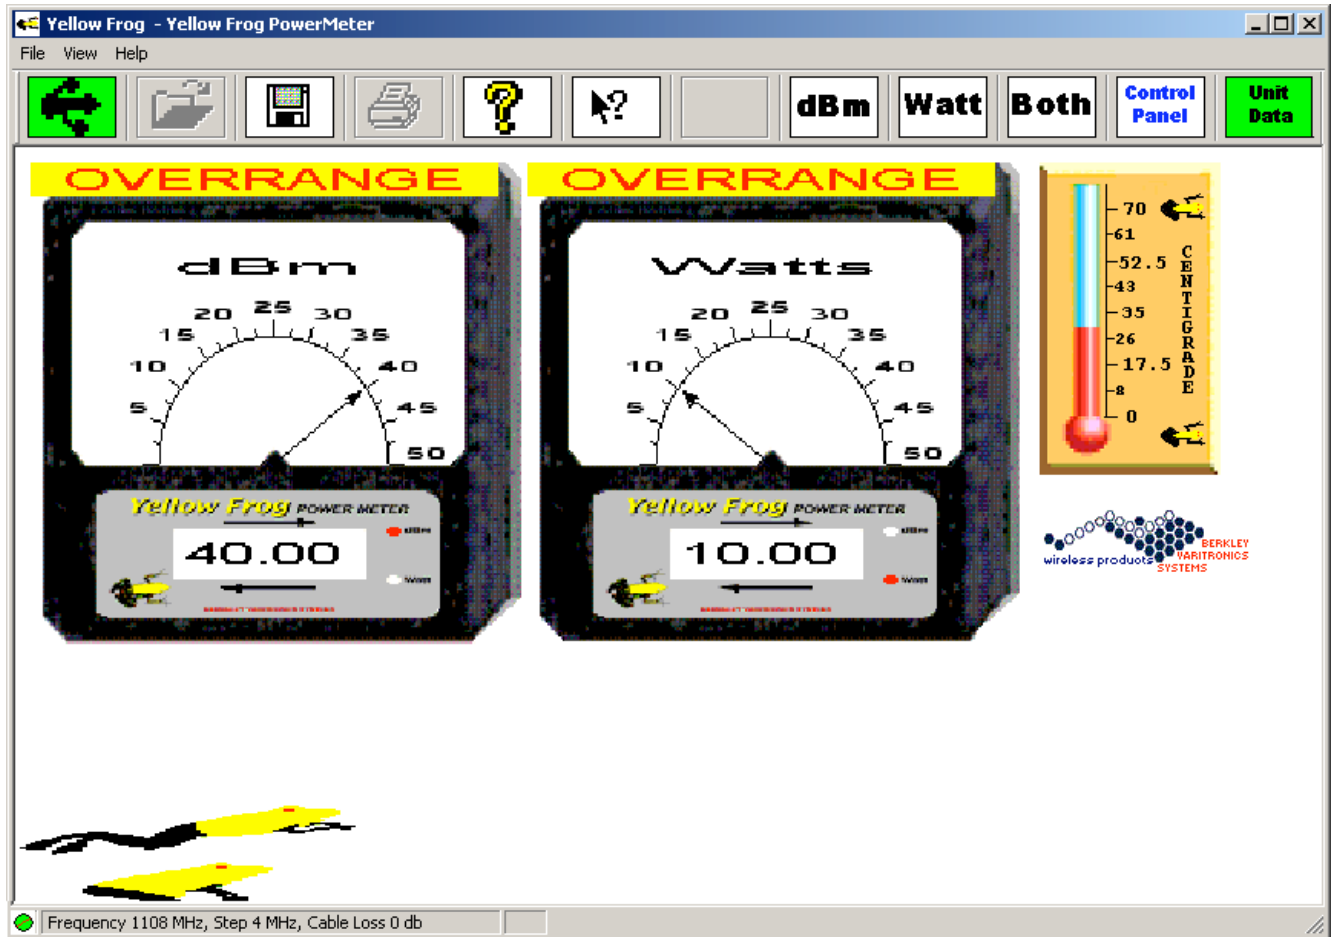 Yellow Frog - Yellow Frog PowerMeter
File View Help
dBm Watt Both Control Panel Unit Data
OVERRANGE
dBm
5 10 15 20 25 30 35 40 45 50
Yellow Frog POWER METER
dBm
40.00
Watt
OVERRANGE
Watts
5 10 15 20 25 30 35 40 45 50
Yellow Frog POWER METER
dBm
10.00
Watt
70
61
52.5
43
35
26
17.5
8
0
CENTIGRADE
wireless products
BERKLEY
VARITRONICS
SYSTEMS
Frequency 1108 MHz, Step 4 MHz, Cable Loss 0 db